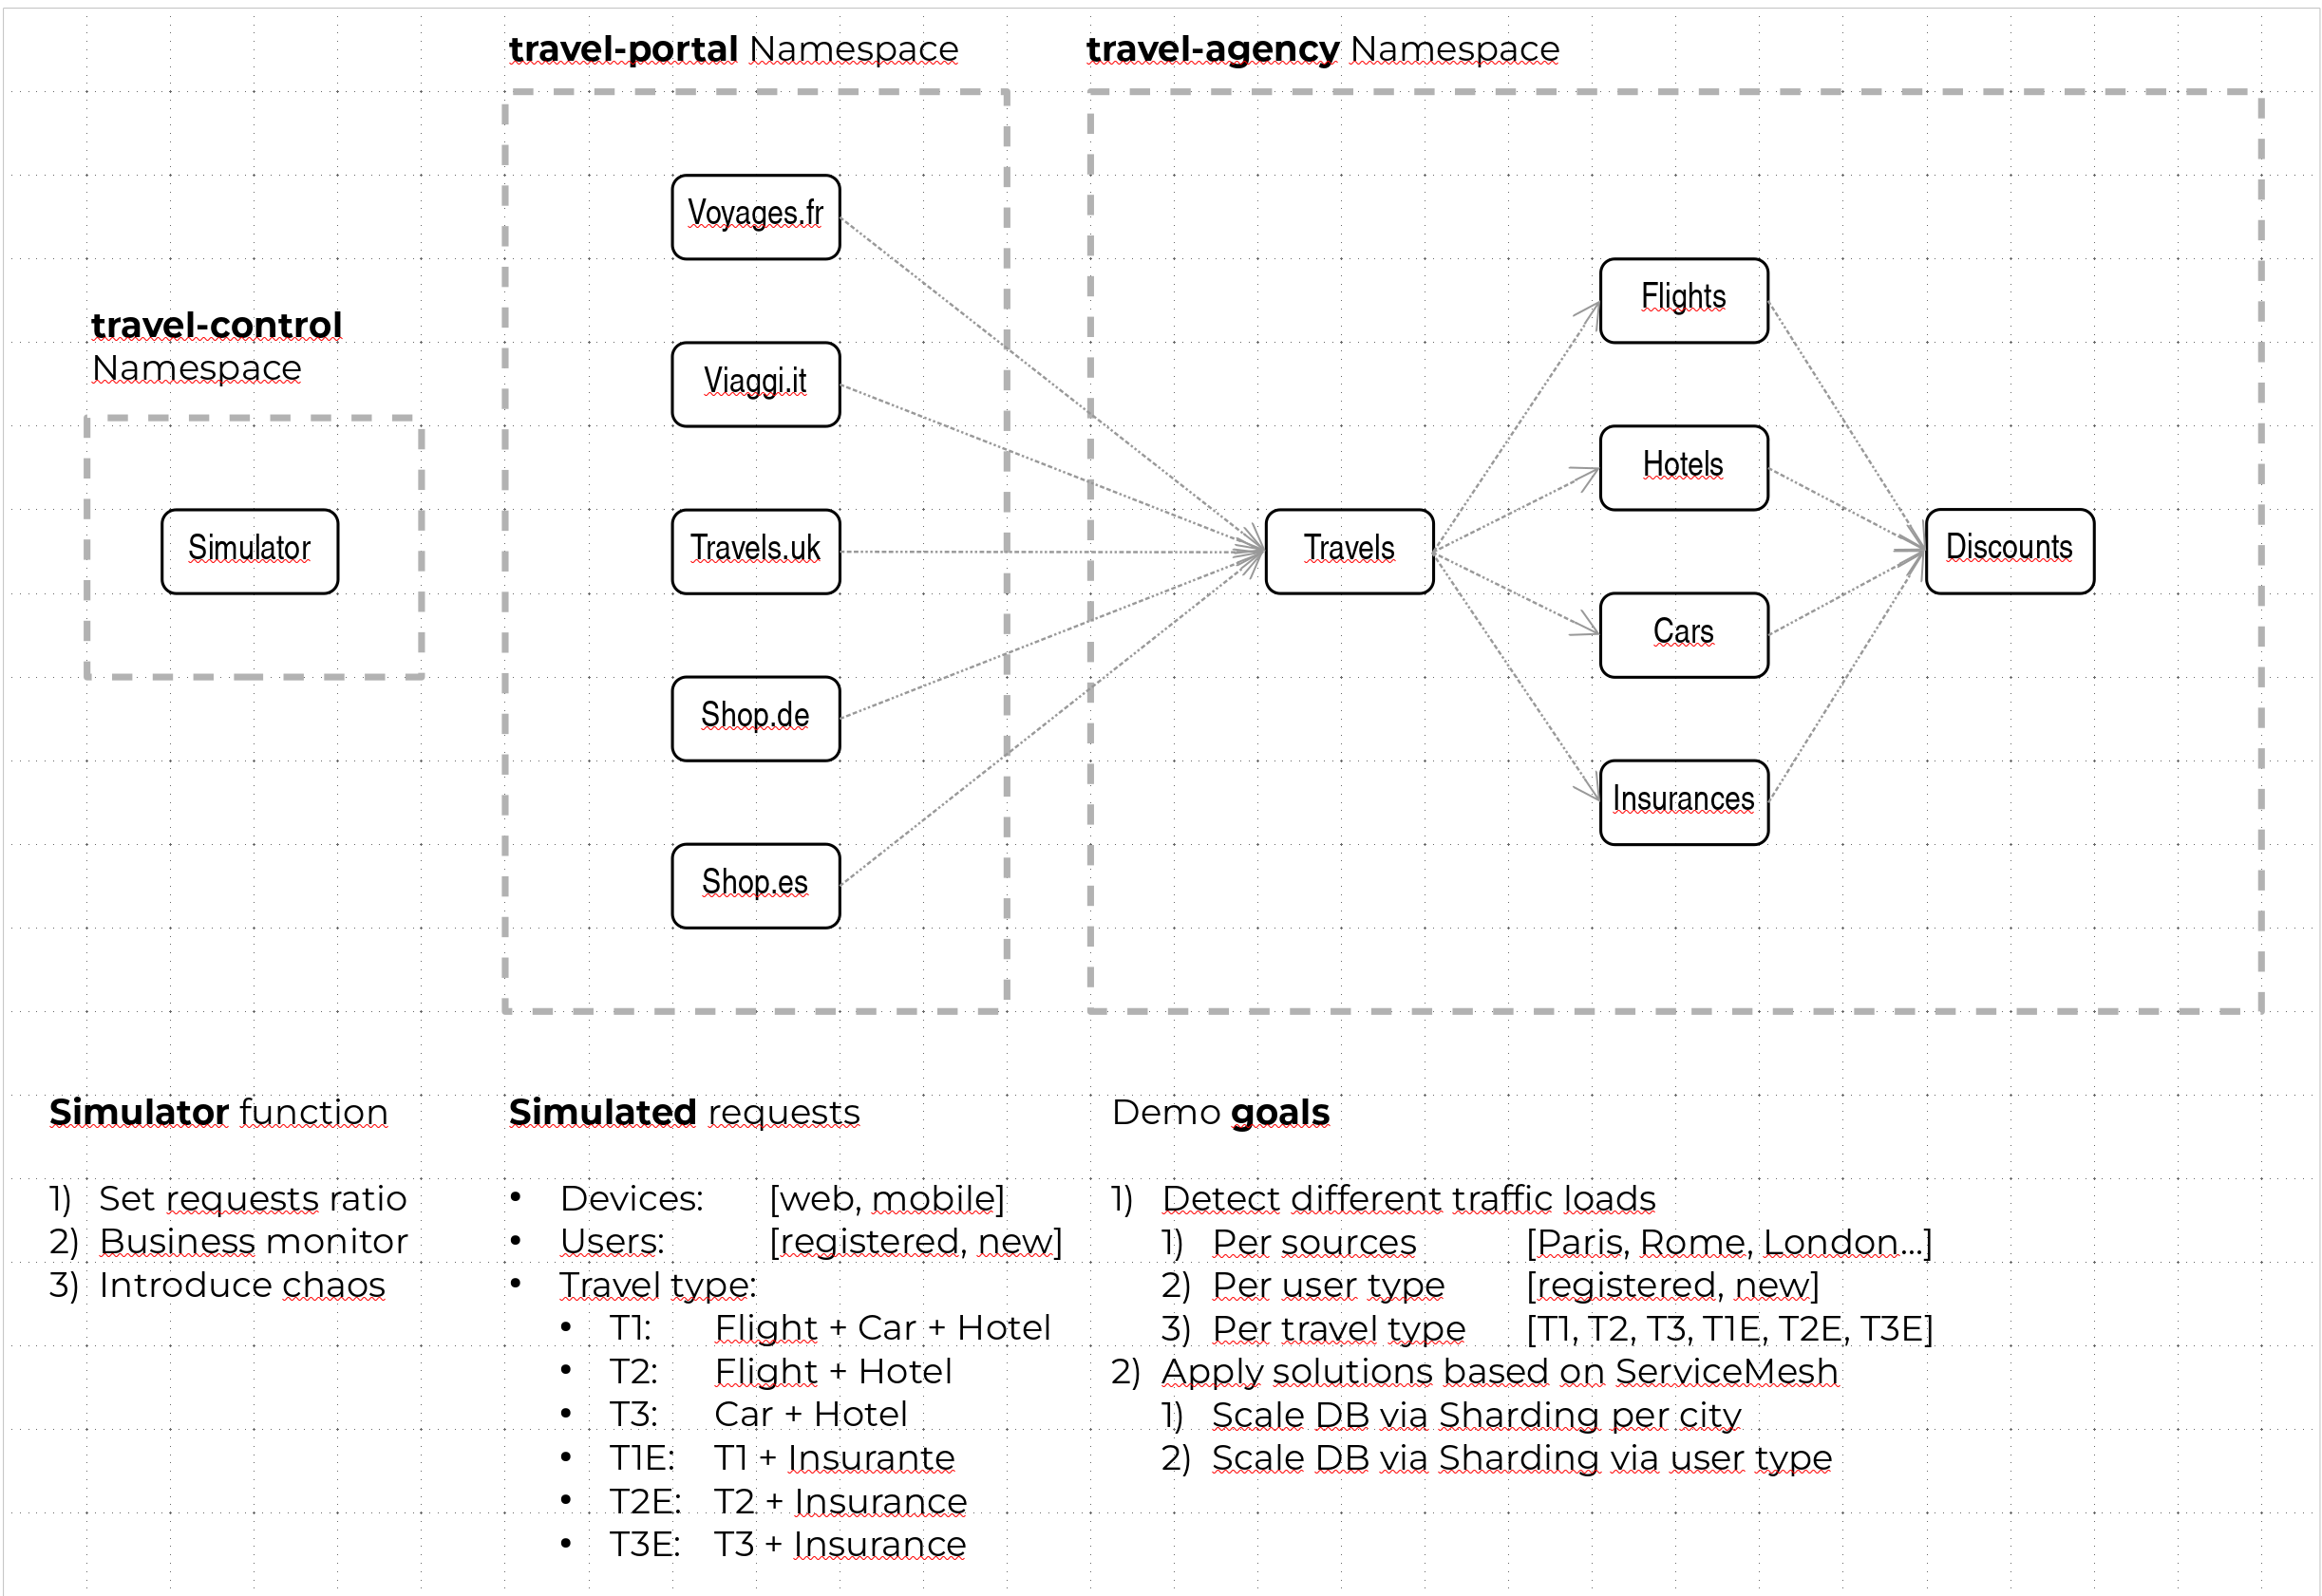 travel-portal Namespace
travel-agency Namespace
travel-control
Namespace
Simulator
Voyages.fr
Viaggi.it
Travels.uk
Shop.de
Shop.es
Travels
Flights
Hotels
Cars
Insurances
Discounts
Simulator function
1) Set requests ratio
2) Business monitor
3) Introduce chaos
Simulated requests
• Devices: [web, mobile]
• Users: [registered, new]
• Travel type:
• T1: Flight + Car + Hotel
• T2: Flight + Hotel
• T3: Car + Hotel
• T1E: T1 + Insurante
• T2E: T2 + Insurance
• T3E: T3 + Insurance
Demo goals
1) Detect different traffic loads
1) Per sources [Paris, Rome, London...]
2) Per user type [registered, new]
3) Per travel type [T1, T2, T3, T1E, T2E, T3E]
2) Apply solutions based on ServiceMesh
1) Scale DB via Sharding per city
2) Scale DB via Sharding via user type